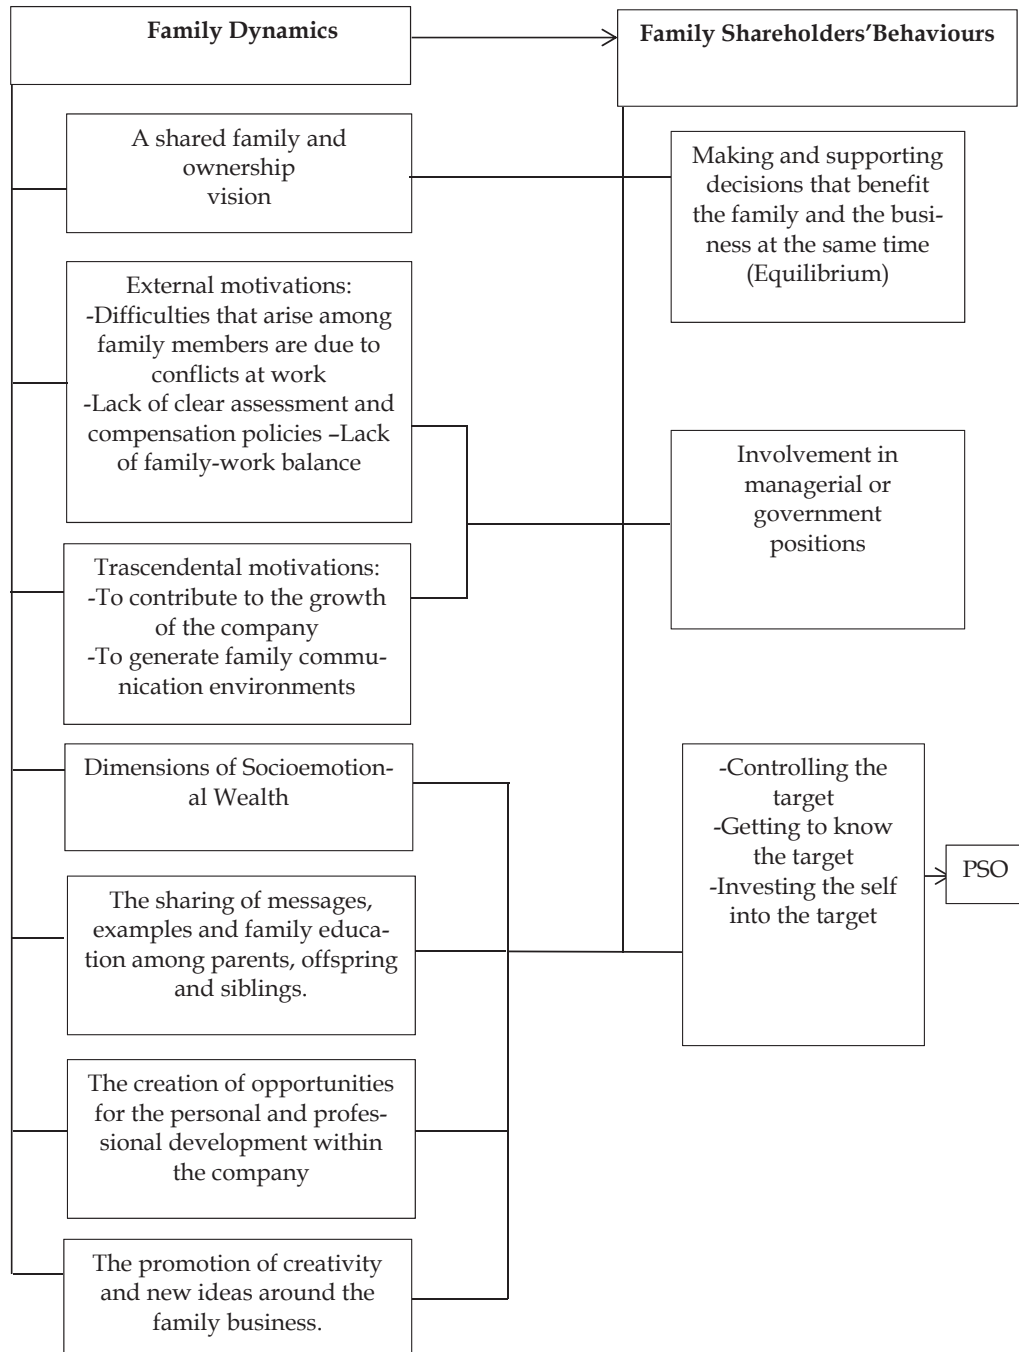 Family Dynamics
Family Shareholders'Behaviours
A shared family and
ownership
vision
Making and supporting
decisions that benefit
the family and the busi-
ness at the same time
(Equilibrium)
External motivations:
-Difficulties that arise among
family members are due to
conflicts at work
-Lack of clear assessment and
compensation policies –Lack
of family-work balance
Involvement in
managerial or
government
positions
Trascendental motivations:
-To contribute to the growth
of the company
-To generate family commu-
nication environments
Dimensions of Socioemotion-
al Wealth
-Controlling the
target
-Getting to know
the target
-Investing the self
into the target
PSO
The sharing of messages,
examples and family educa-
tion among parents, offspring
and siblings.
The creation of opportunities
for the personal and profes-
sional development within
the company
The promotion of creativity
and new ideas around the
family business.